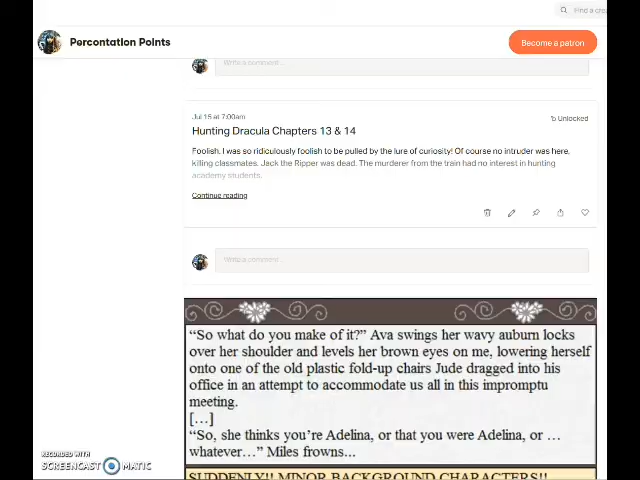 Find a cre
Percontation Points
Become a patron
Write a comment...
Jul 15 at 7:00am
Unlocked
Hunting Dracula Chapters 13 & 14
Foolish. I was so ridiculously foolish to be pulled by the lure of curiosity! Of course no intruder was here,
killing classmates. Jack the Ripper was dead. The murderer from the train had no interest in hunting
academy students.
Continue reading
Write a comment...
“So what do you make of it?” Ava swings her wavy auburn locks
over her shoulder and levels her brown eyes on me, lowering herself
onto one of the old plastic fold-up chairs Jude dragged into his
office in an attempt to accommodate us all in this impromptu
meeting.
[…]
“So, she thinks you’re Adelina, or that you were Adelina, or …
whatever…” Miles frowns...
SUDDENLY!! MINOR BACKGROUND CHARACTERS!!
RECORDED WITH
SCREENCAST MATIC